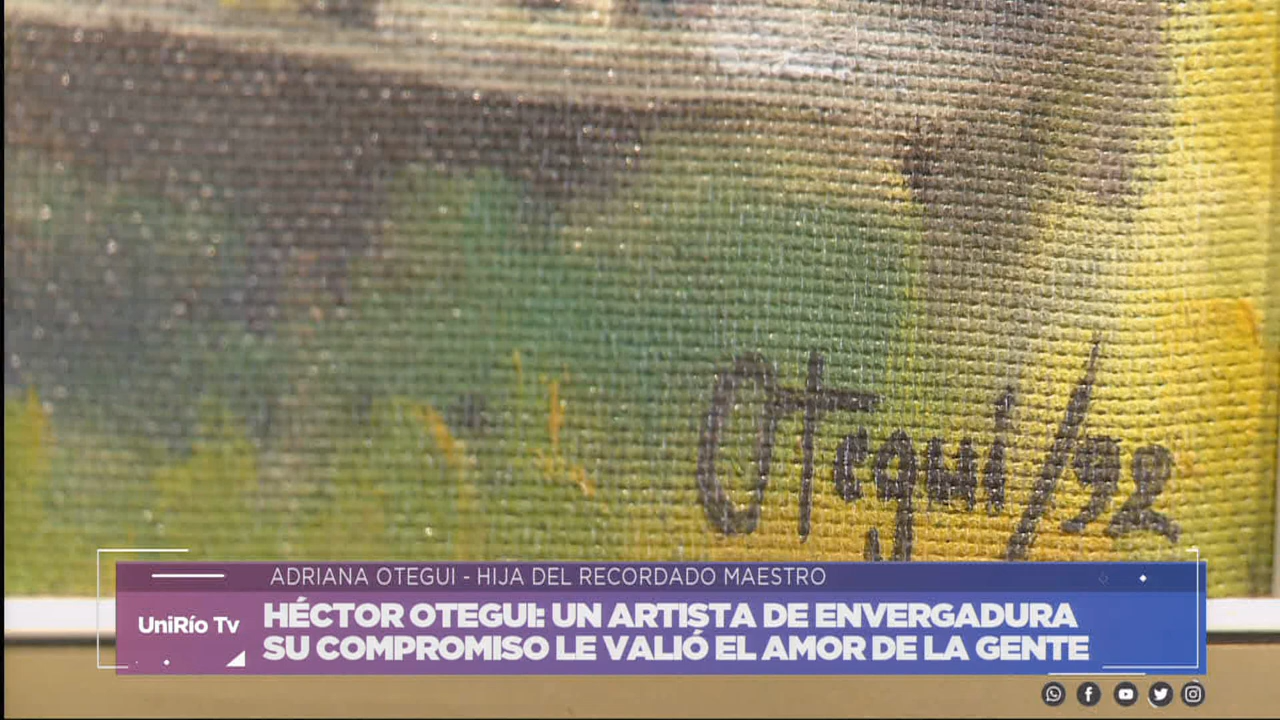 Otegui/92
ADRIANA OTEGUI - HIJA DEL RECORDADO MAESTRO
UniRío Tv
HÉCTOR OTEGUI: UN ARTISTA DE ENVERGADURA
SU COMPROMISO LE VALIÓ EL AMOR DE LA GENTE